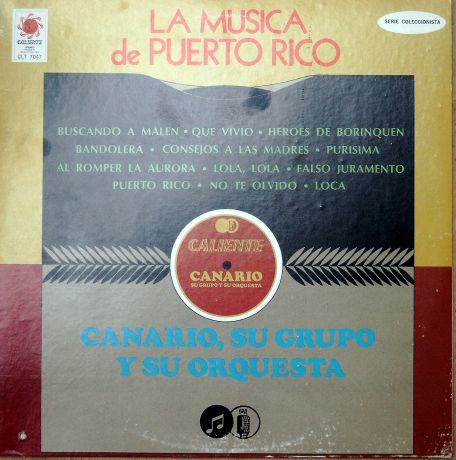 LA MUSICA
de PUERTO RICO
SERIE COLECCIONISTA
CALIENTE
CLT 7047
BUSCANDO A MALEN • QUE VIVIO • HEROES DE BORINQUEN
BANDOLERA • CONSEJOS A LAS MADRES • PURISIMA
AL ROMPER LA AURORA • LOLA, LOLA • FALSO JURAMENTO
PUERTO RICO • NO TE OLVIDO • LOCA
CALIENTE
CANARIO
SU GRUPO Y SU ORQUESTA
CANARIO, SU GRUPO
Y SU ORQUESTA